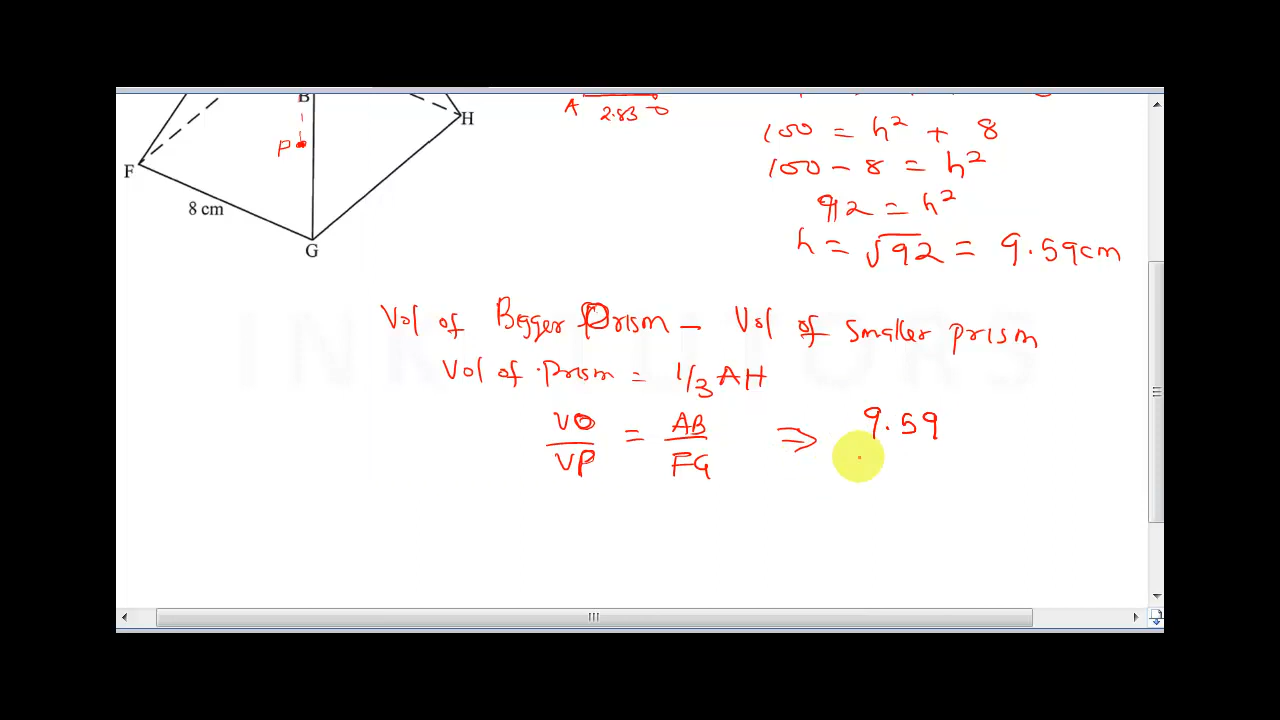 B
H
A 2.83 O
P
F
100 = h² + 8
100 - 8 = h²
92 = h²
8 cm
G
h = √92 = 9.59cm
Vol of Bigger Prism - Vol of smaller prism
Vol of Prism = 1/3 AH
VO/VP = AB/FG ⇒ 9.59